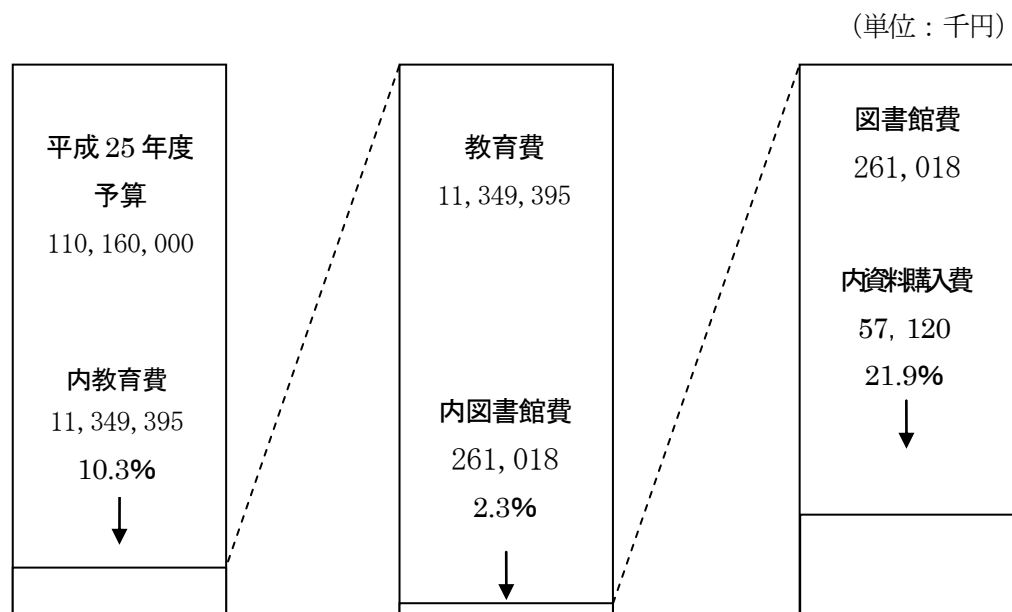 (単位：千円)
平成 25 年度
予算
110,160,000
内教育費
11,349,395
10.3%
教育費
11,349,395
内図書館費
261,018
2.3%
図書館費
261,018
内資料購入費
57,120
21.9%